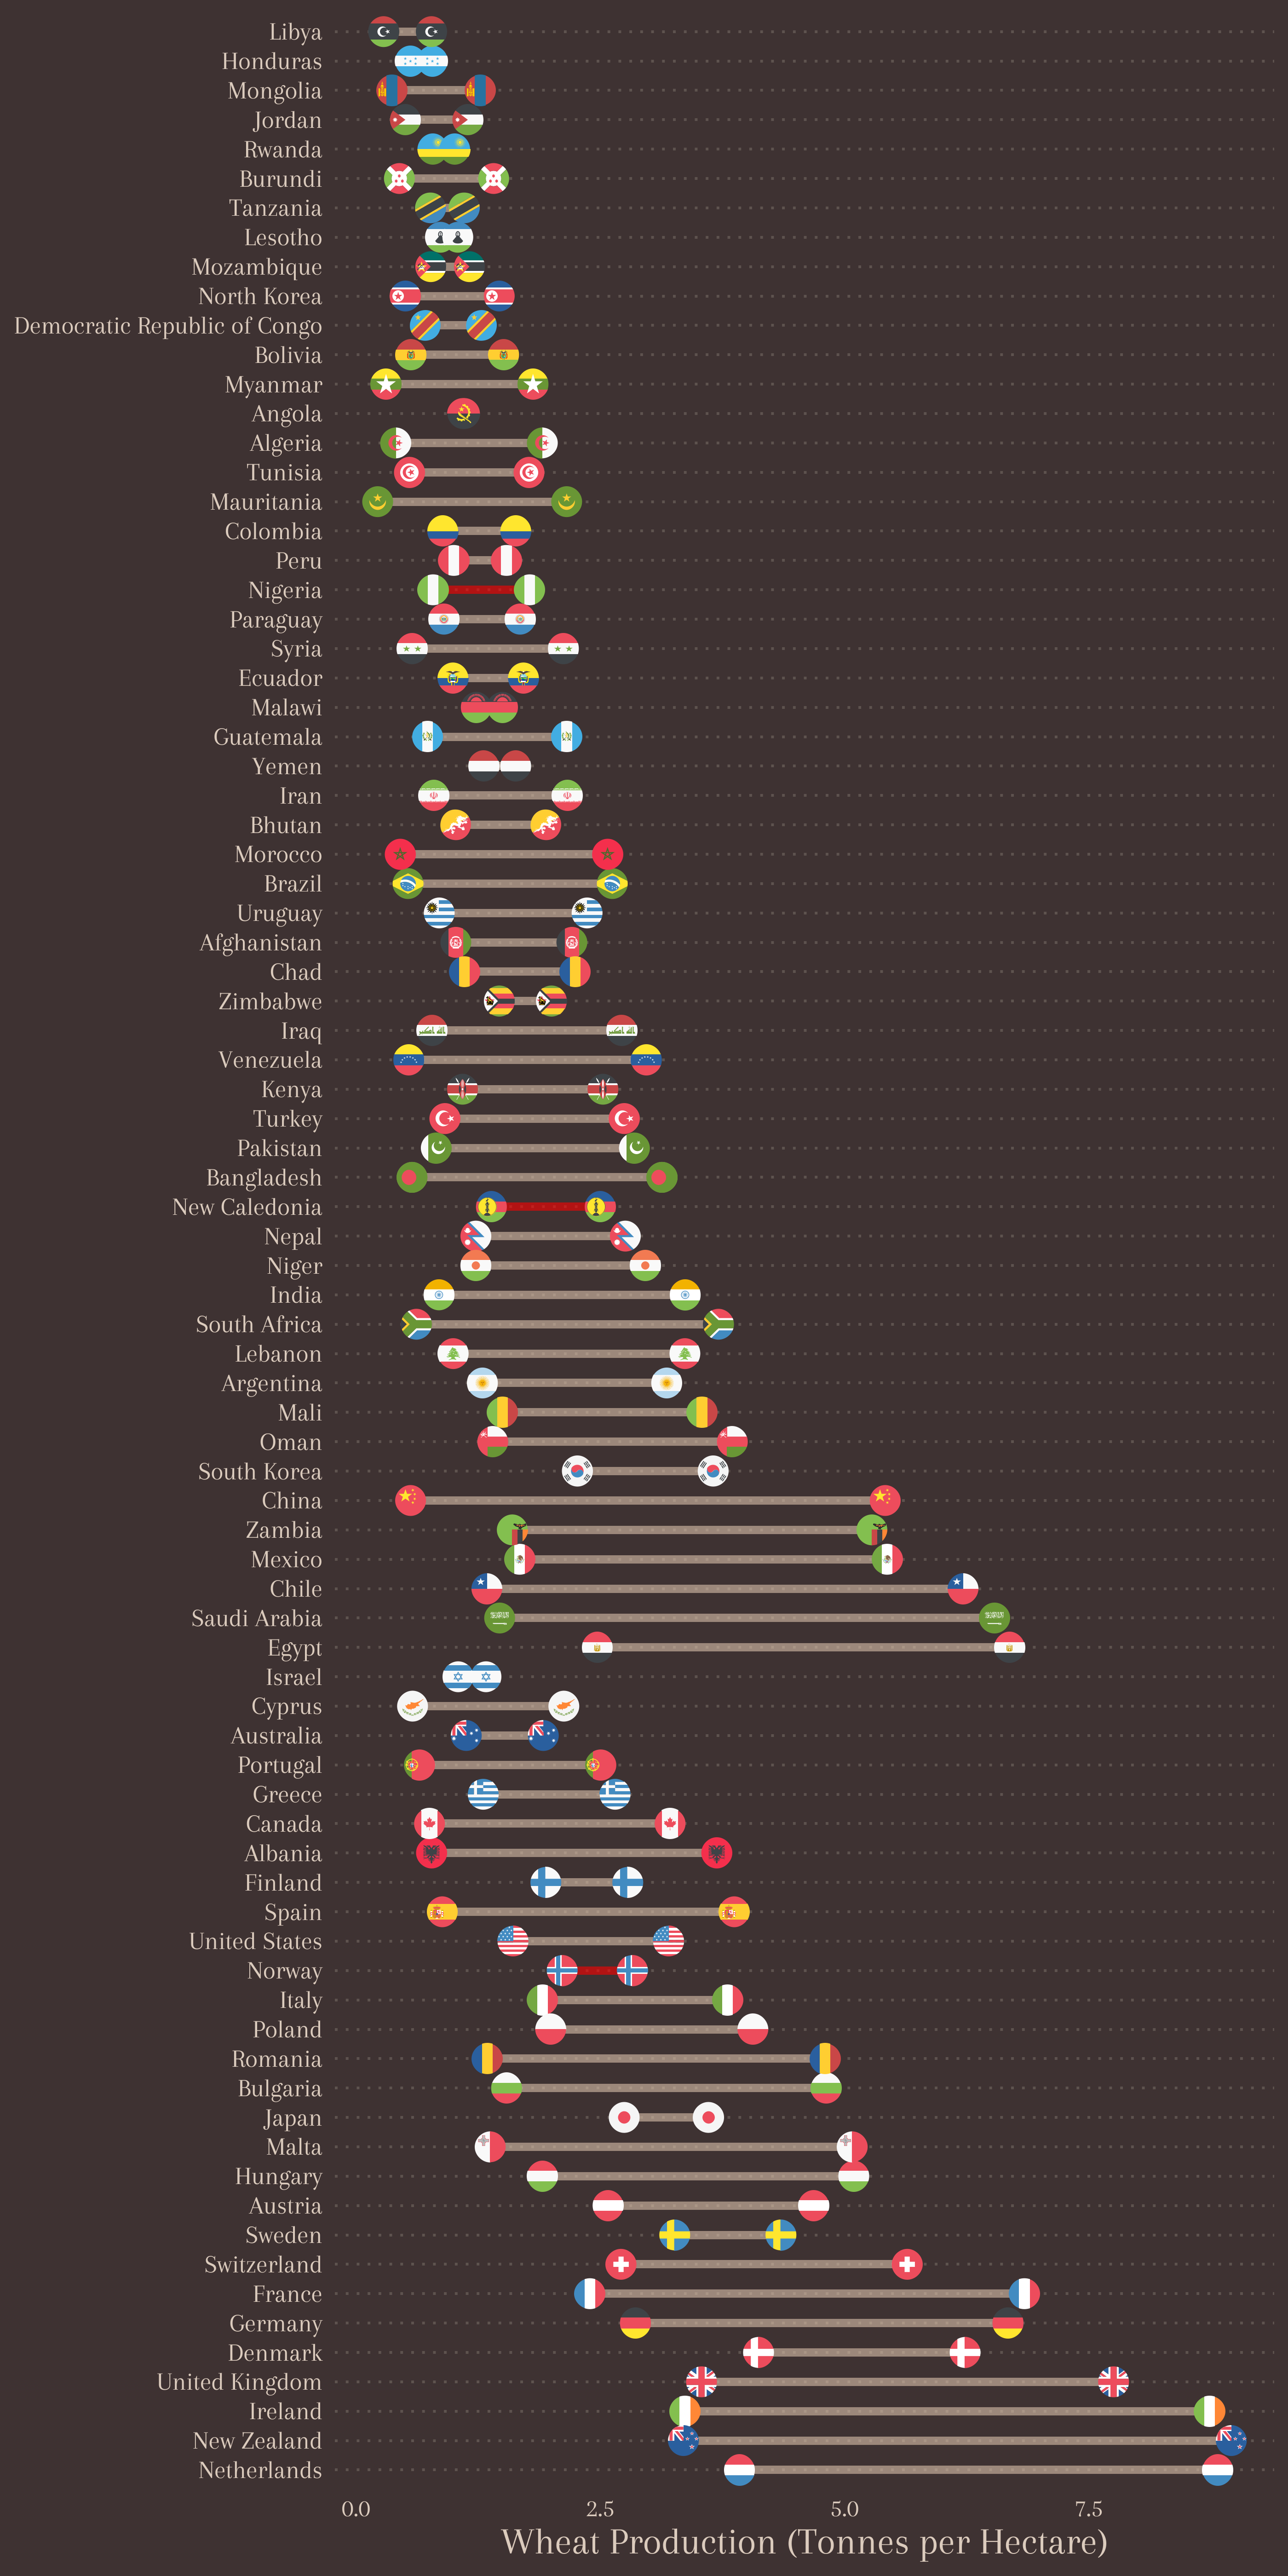 Libya
Honduras
Mongolia
Jordan
Rwanda
Burundi
Tanzania
Lesotho
Mozambique
North Korea
Democratic Republic of Congo
Bolivia
Myanmar
Angola
Algeria
Tunisia
Mauritania
Colombia
Peru
Nigeria
Paraguay
Syria
Ecuador
Malawi
Guatemala
Yemen
Iran
Bhutan
Morocco
Brazil
Uruguay
Afghanistan
Chad
Zimbabwe
Iraq
Venezuela
Kenya
Turkey
Pakistan
Bangladesh
New Caledonia
Nepal
Niger
India
South Africa
Lebanon
Argentina
Mali
Oman
South Korea
China
Zambia
Mexico
Chile
Saudi Arabia
Egypt
Israel
Cyprus
Australia
Portugal
Greece
Canada
Albania
Finland
Spain
United States
Norway
Italy
Poland
Romania
Bulgaria
Japan
Malta
Hungary
Austria
Sweden
Switzerland
France
Germany
Denmark
United Kingdom
Ireland
New Zealand
Netherlands
0.0 2.5 5.0 7.5
Wheat Production (Tonnes per Hectare)